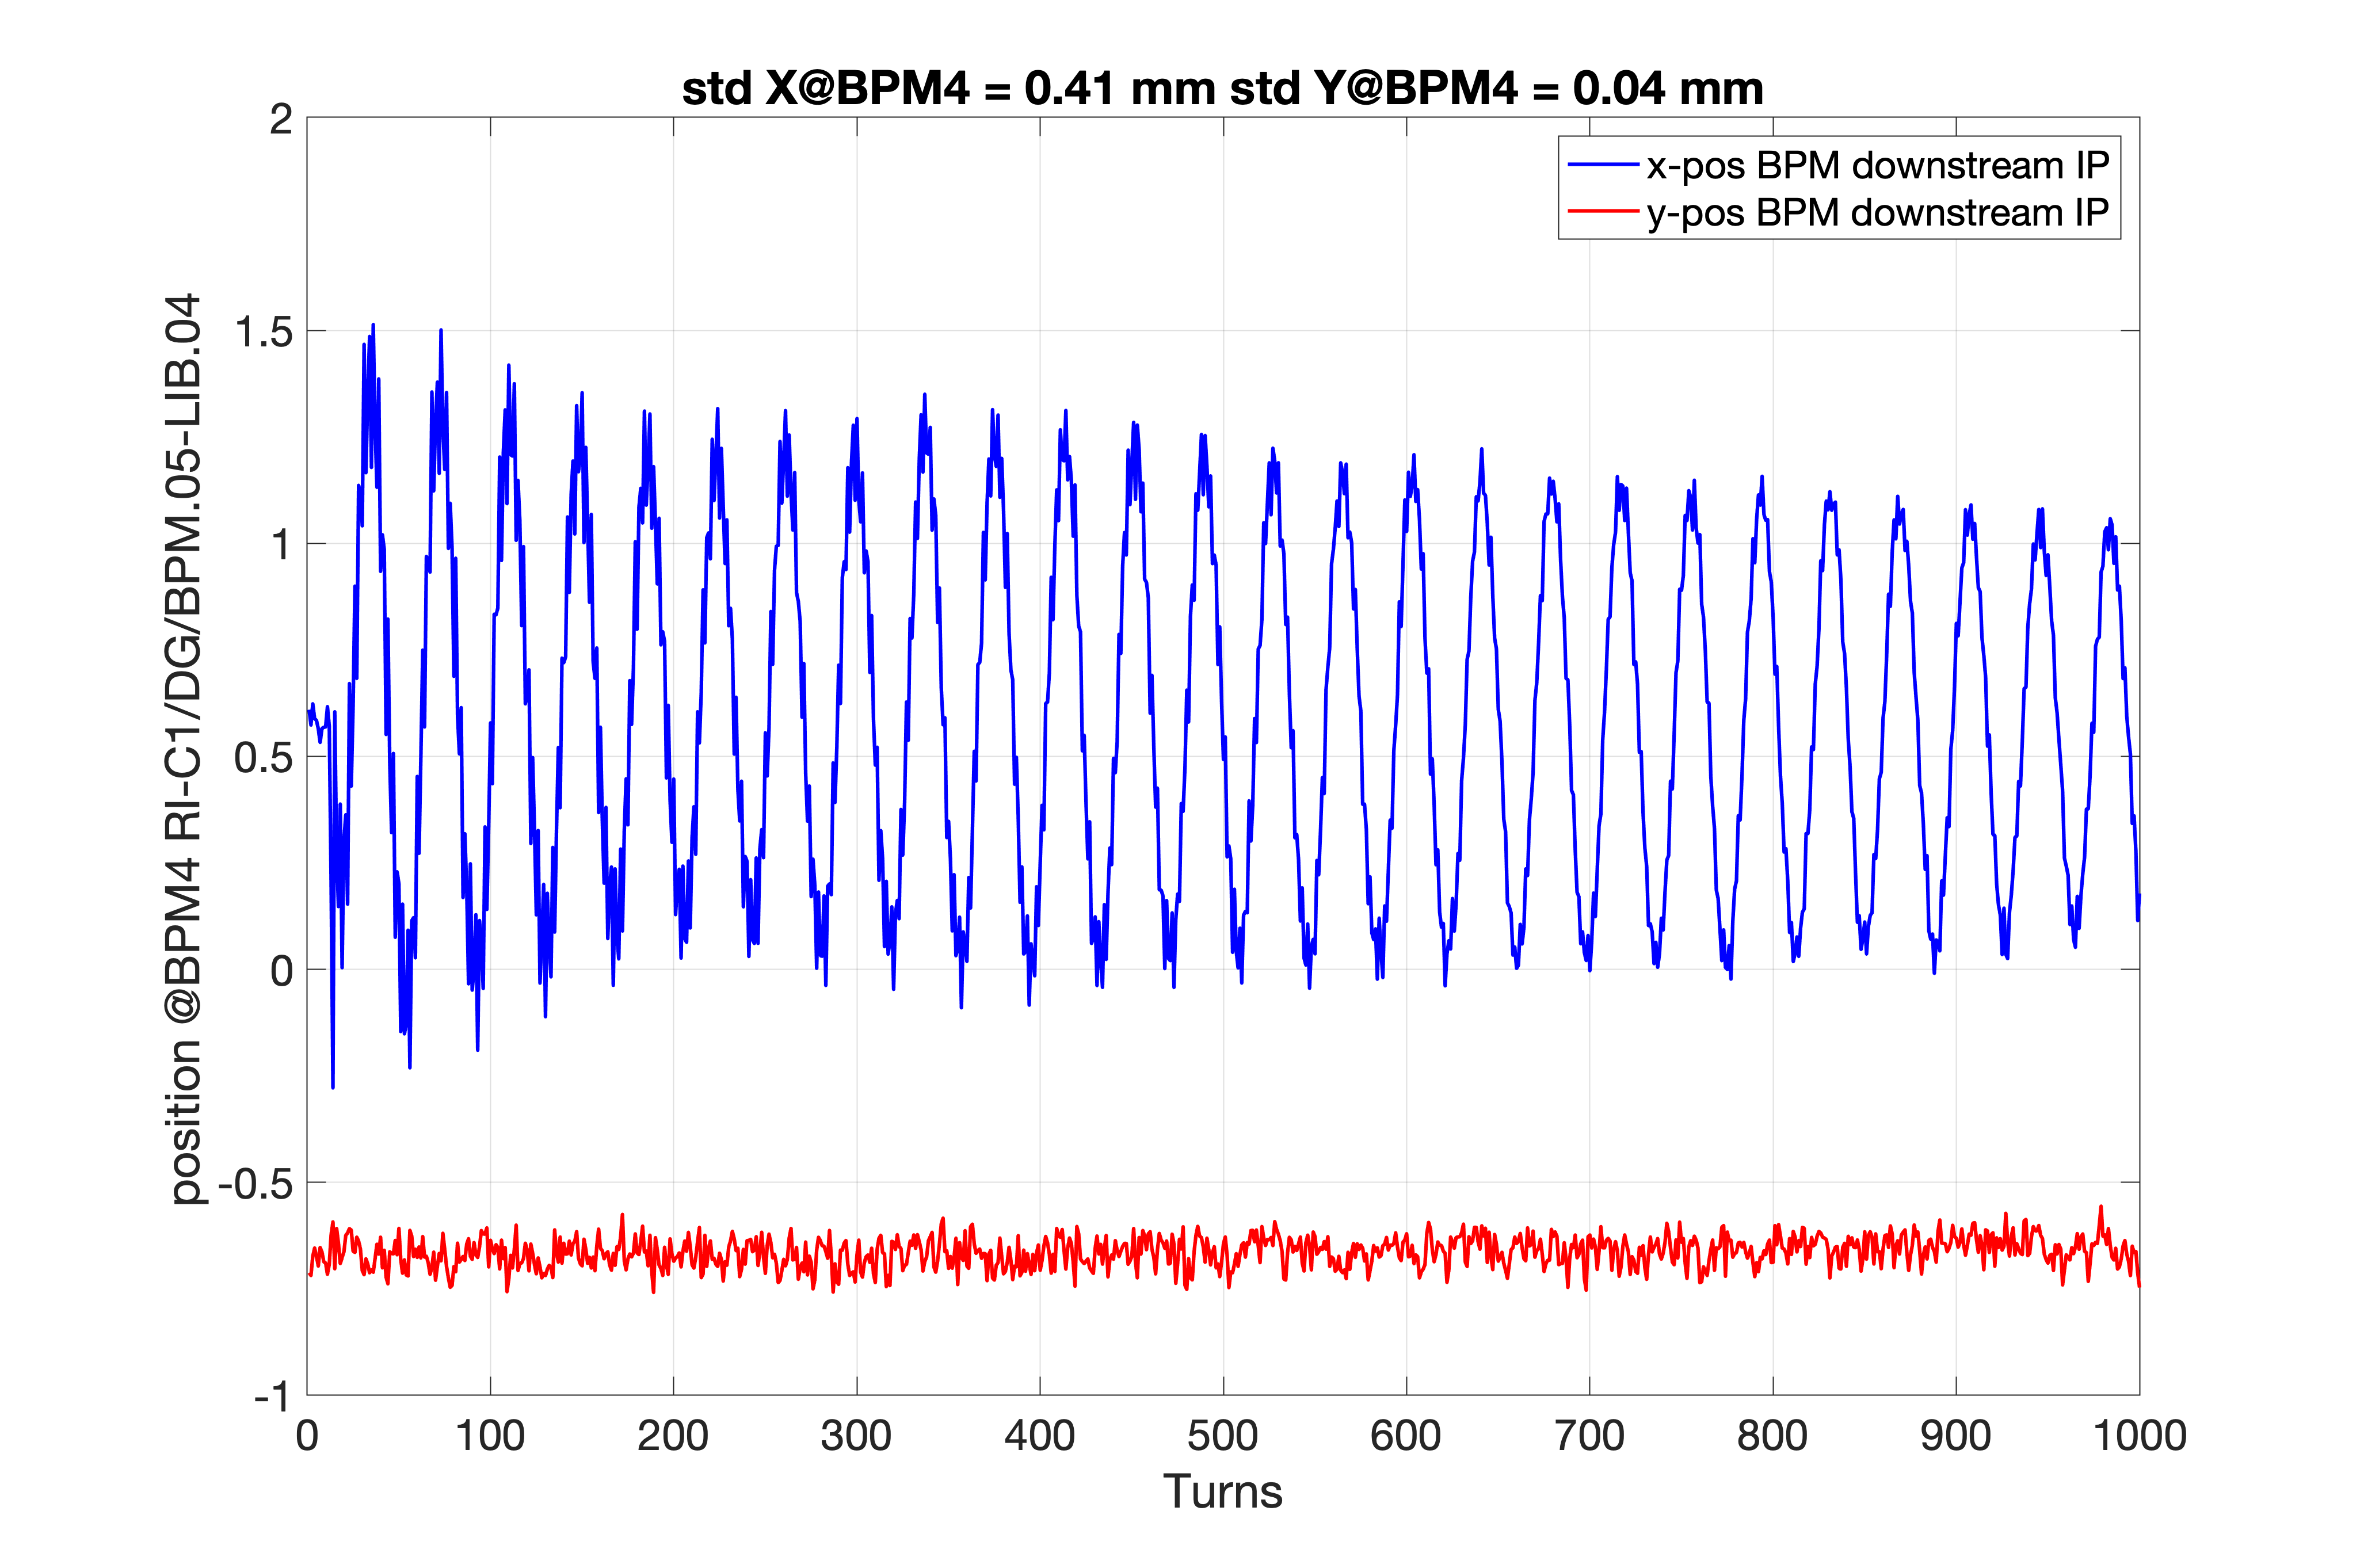 std X@BPM4 = 0.41 mm std Y@BPM4 = 0.04 mm
x-pos BPM downstream IP
y-pos BPM downstream IP
position @BPM4 RI-C1/DG/BPM.05-LIB.04
2
1.5
1
0.5
0
-0.5
-1
0 100 200 300 400 500 600 700 800 900 1000
Turns